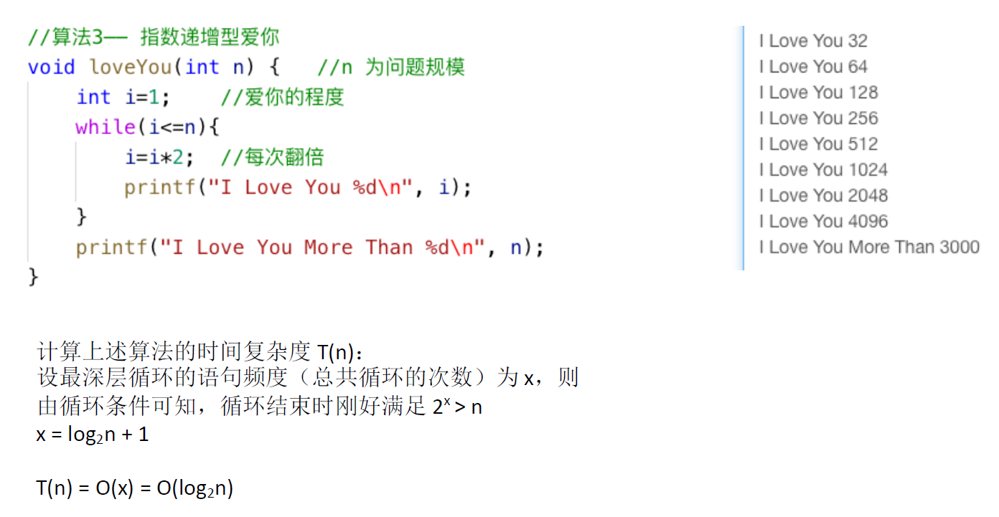 //算法3—— 指数递增型爱你
void loveYou(int n) {   //n 为问题规模
    int i=1;    //爱你的程度
    while(i<=n){
        i=i*2;  //每次翻倍
        printf("I Love You %d\n", i);
    }
    printf("I Love You More Than %d\n", n);
}
I Love You 32
I Love You 64
I Love You 128
I Love You 256
I Love You 512
I Love You 1024
I Love You 2048
I Love You 4096
I Love You More Than 3000
计算上述算法的时间复杂度 T(n)：
设最深层循环的语句频度（总共循环的次数）为 x，则
由循环条件可知，循环结束时刚好满足 2ˣ > n
x = log₂n + 1
T(n) = O(x) = O(log₂n)